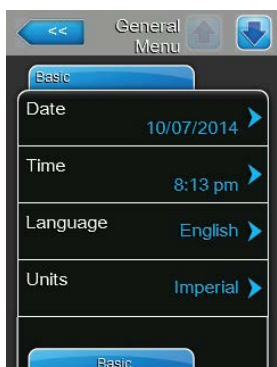 <<
General
Menu
Basic
Date
10/07/2014
Time
8:13 pm
Language
English
Units
Imperial
Basic